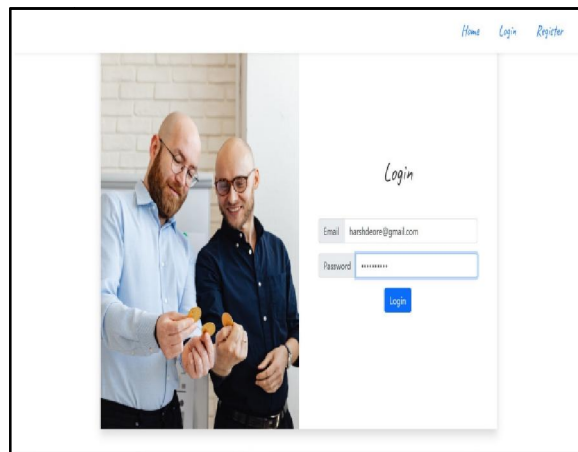 Home Login Register
Login
Email harshdeore@gmail.com
Password ••••••••••
Login